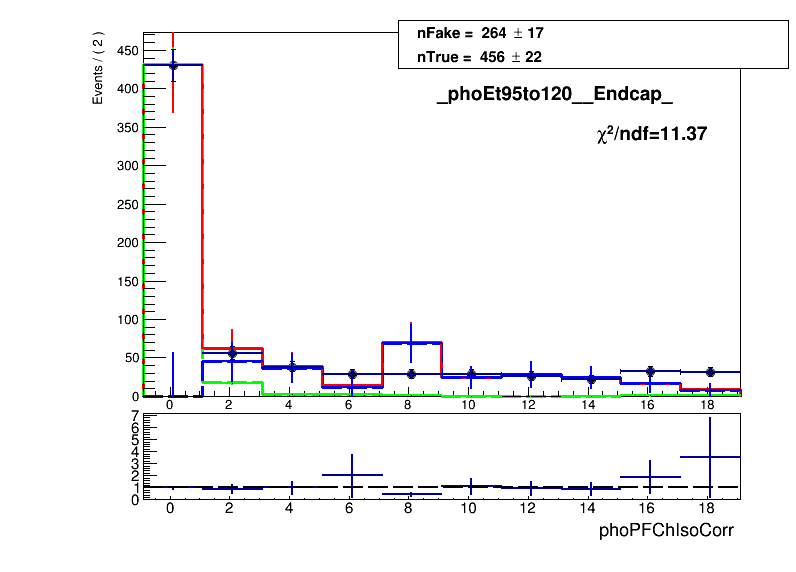 nFake = 264 ± 17
nTrue = 456 ± 22
_phoEt95to120__Endcap_
χ²/ndf=11.37
Events / ( 2 )
450
400
350
300
250
200
150
100
50
0
0 2 4 6 8 10 12 14 16 18
7
6
5
4
3
2
1
0
0 2 4 6 8 10 12 14 16 18
phoPFChIsoCorr